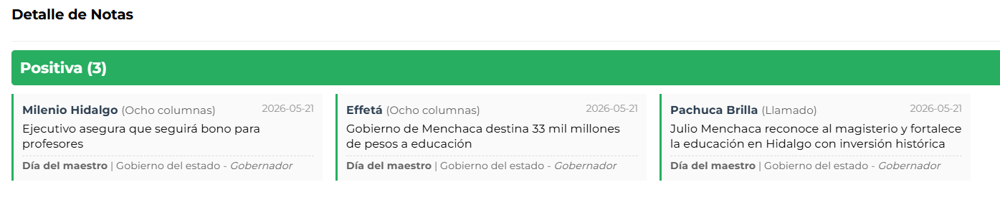 Detalle de Notas
Positiva (3)
Milenio Hidalgo (Ocho columnas) 2026-05-21
Ejecutivo asegura que seguirá bono para
profesores
Día del maestro | Gobierno del estado - Gobernador
Effetá (Ocho columnas) 2026-05-21
Gobierno de Menchaca destina 33 mil millones
de pesos a educación
Día del maestro | Gobierno del estado - Gobernador
Pachuca Brilla (Llamado) 2026-05-21
Julio Menchaca reconoce al magisterio y fortalece
la educación en Hidalgo con inversión histórica
Día del maestro | Gobierno del estado - Gobernador